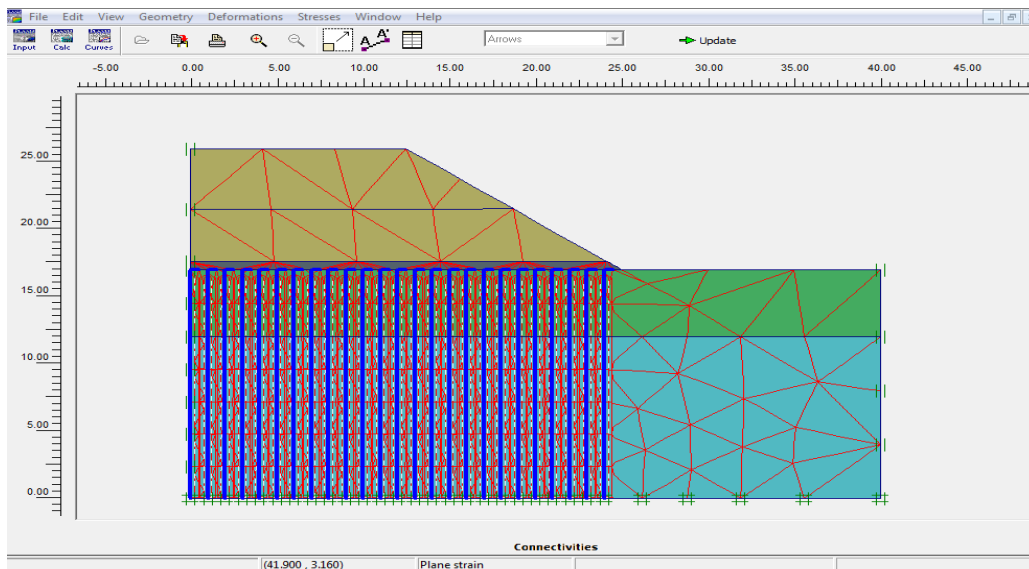 File Edit View Geometry Deformations Stresses Window Help
Input Calc Curves Arrows Update
-5.00 0.00 5.00 10.00 15.00 20.00 25.00 30.00 35.00 40.00 45.00
25.00
20.00
15.00
10.00
5.00
0.00
Connectivities
(41.900 , 3.160) Plane strain